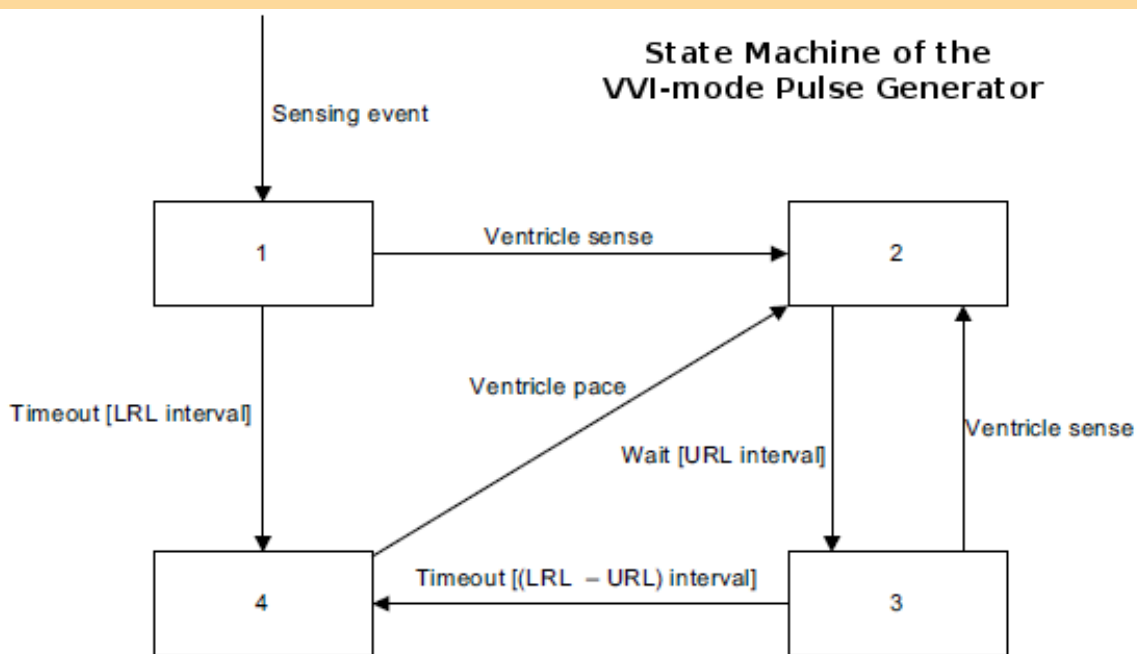 State Machine of the
VVI-mode Pulse Generator
Sensing event
1
Ventricle sense
2
Ventricle pace
Timeout [LRL interval]
Ventricle sense
Wait [URL interval]
4
Timeout [(LRL – URL) interval]
3